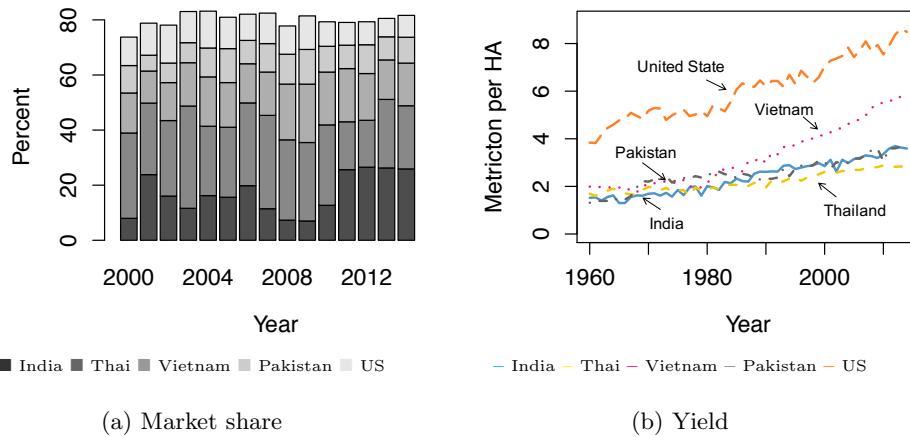 Percent
0
20
40
60
80
2000
2004
2008
2012
Year
India Thai Vietnam Pakistan US
(a) Market share
Metricton per HA
0
2
4
6
8
United State
Vietnam
Pakistan
India
Thailand
1960
1980
2000
Year
India Thai Vietnam Pakistan US
(b) Yield